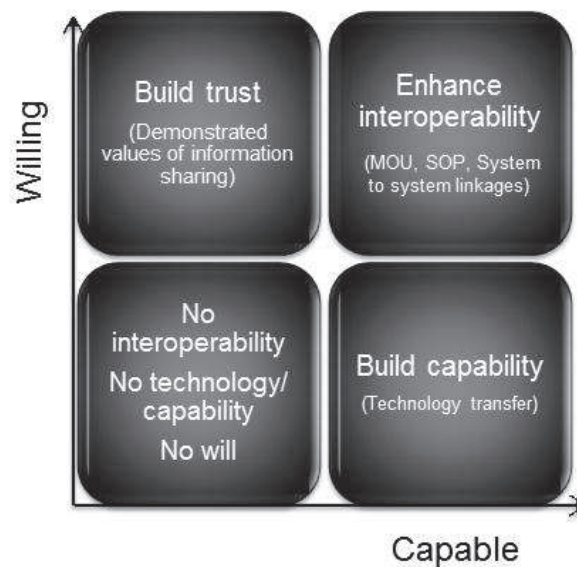 Willing
Build trust
(Demonstrated
values of information
sharing)
Enhance
interoperability
(MOU, SOP, System
to system linkages)
No
interoperability
No technology/
capability
No will
Build capability
(Technology transfer)
Capable